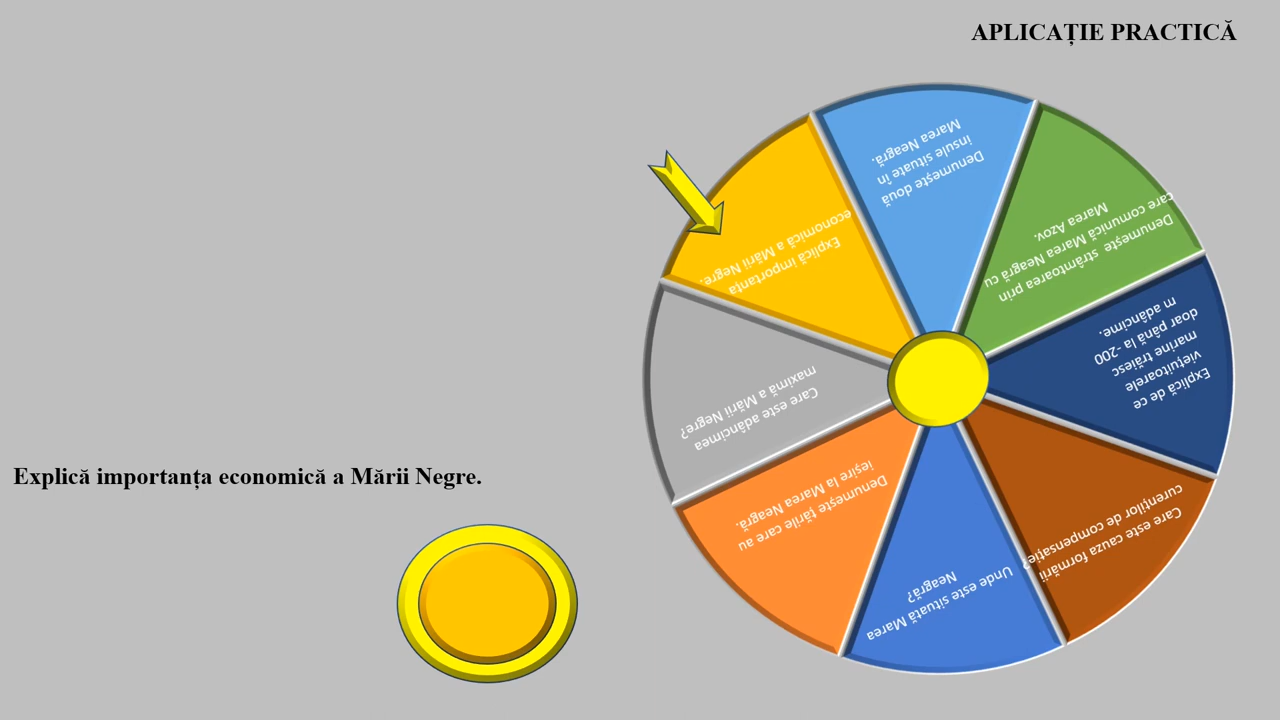 APLICAȚIE PRACTICĂ
Denumește două
insule situate în
Marea Neagră.
Denumește strâmtoarea prin
care comunică Marea Neagră cu
Marea Azov.
Explică importanța
economică a Mării Negre.
Explică de ce
viețuitoarele
marine trăiesc
doar până la -200
m adâncime.
Care este adâncimea
maximă a Mării Negre?
Explică importanța economică a Mării Negre.
Denumește țările care au
ieșire la Marea Neagră.
Care este cauza formării
curenților de compensație?
Unde este situată Marea
Neagră?